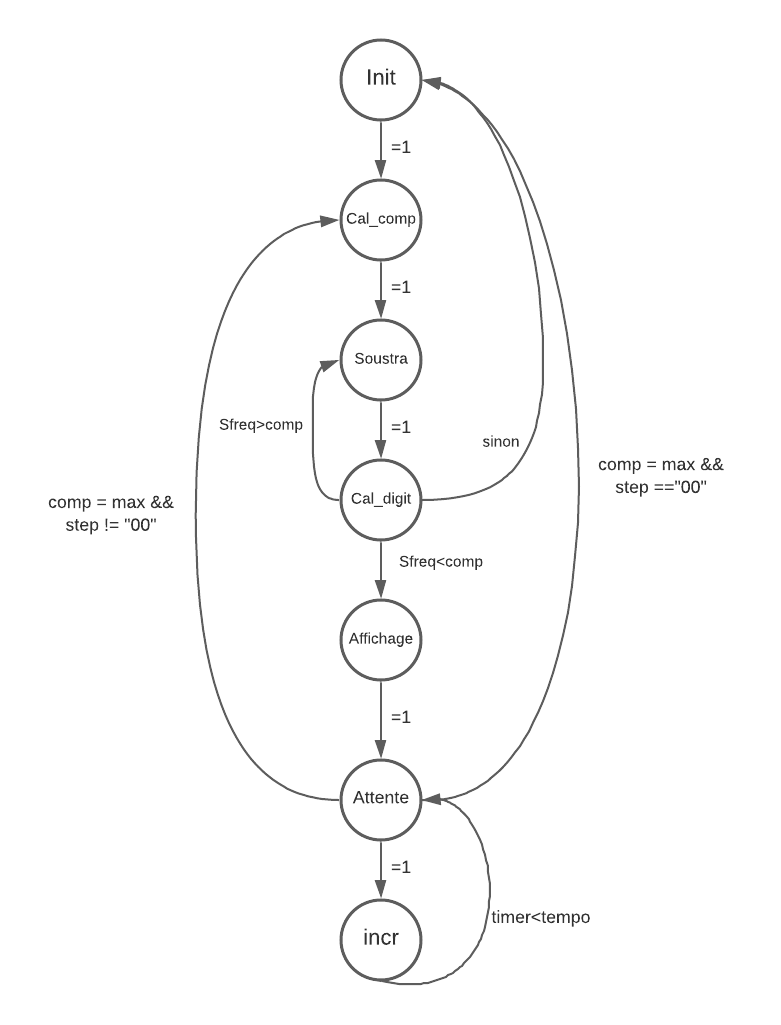 Init
=1
Cal_comp
=1
Soustra
Sfreq>comp
=1
sinon
comp = max &&
step =="00"
Cal_digit
comp = max &&
step != "00"
Sfreq<comp
Affichage
=1
Attente
=1
timer<tempo
incr